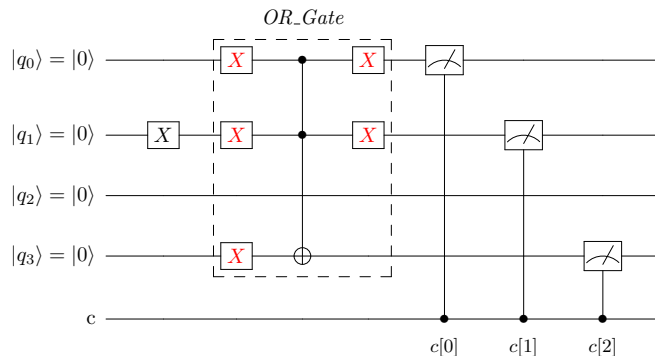 OR_Gate
|q₀⟩ = |0⟩ X X
|q₁⟩ = |0⟩ X X X
|q₂⟩ = |0⟩
|q₃⟩ = |0⟩ X
c
c[0] c[1] c[2]